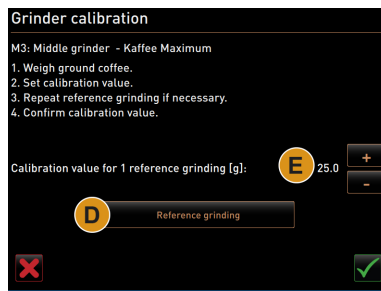 Grinder calibration
M3: Middle grinder - Kaffee Maximum
1. Weigh ground coffee.
2. Set calibration value.
3. Repeat reference grinding if necessary.
4. Confirm calibration value.
Calibration value for 1 reference grinding [g]: E 25.0 + -
D Reference grinding